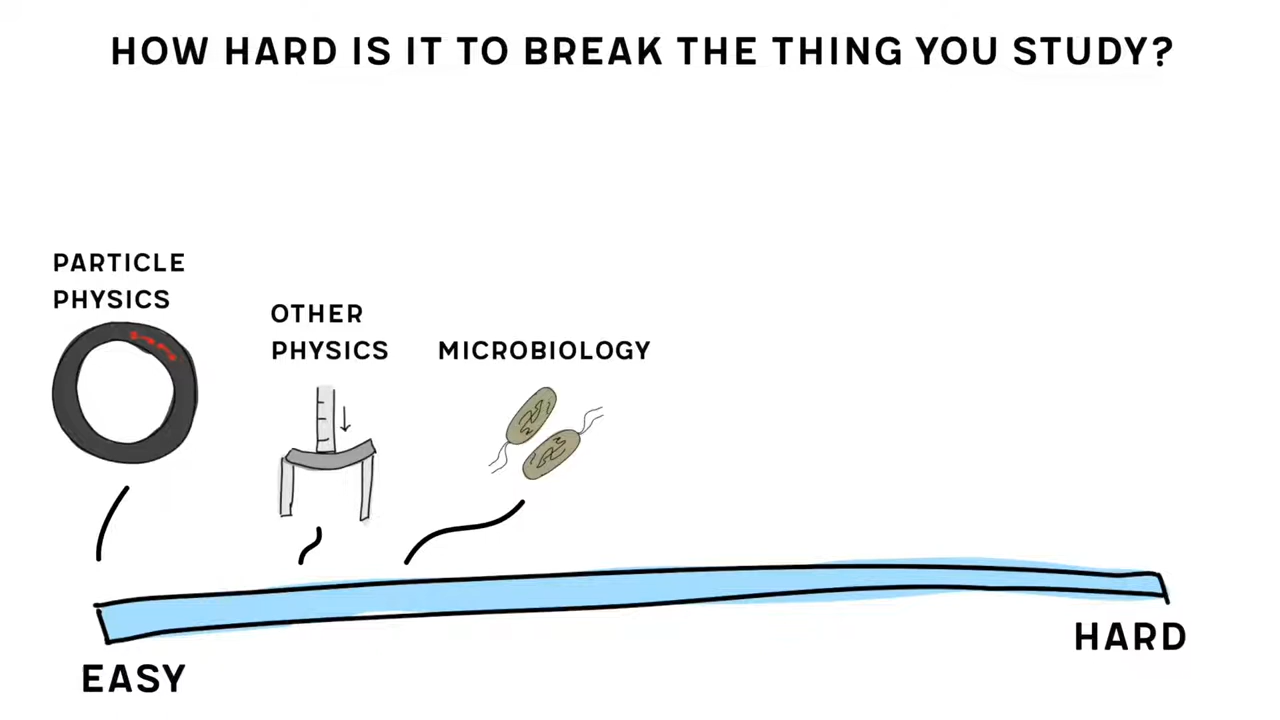 HOW HARD IS IT TO BREAK THE THING YOU STUDY?
PARTICLE
PHYSICS
OTHER
PHYSICS
MICROBIOLOGY
EASY
HARD